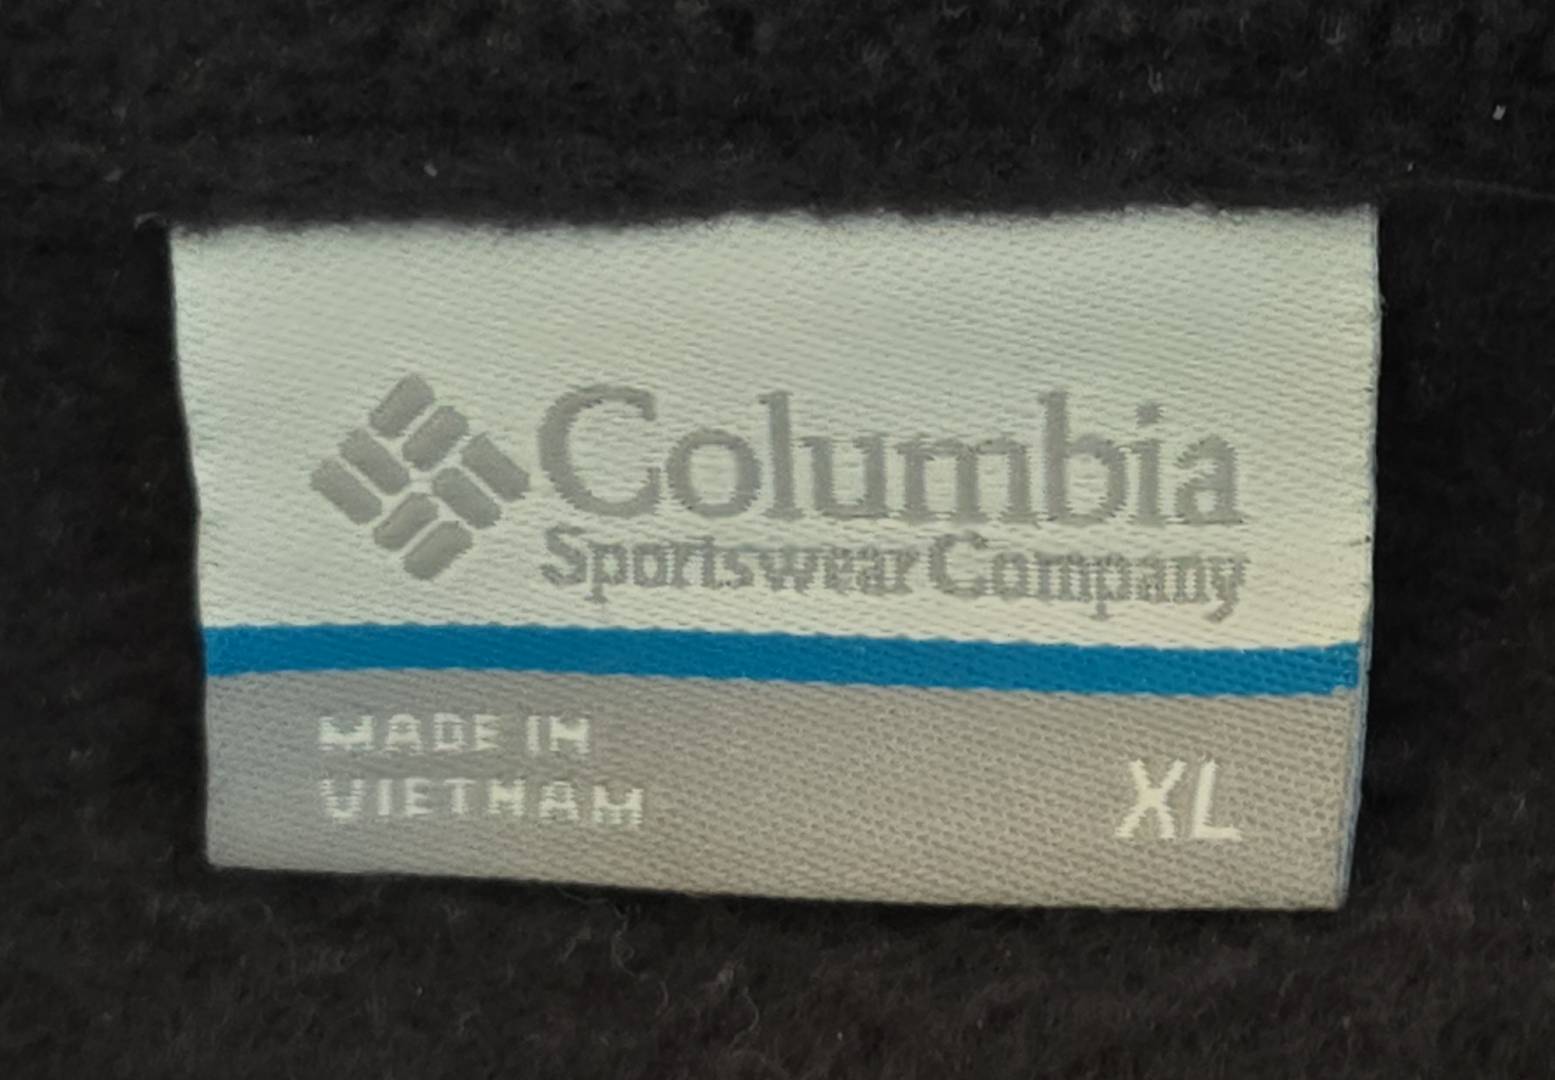 Columbia
Sportswear Company
MADE IN
VIETNAM
XL